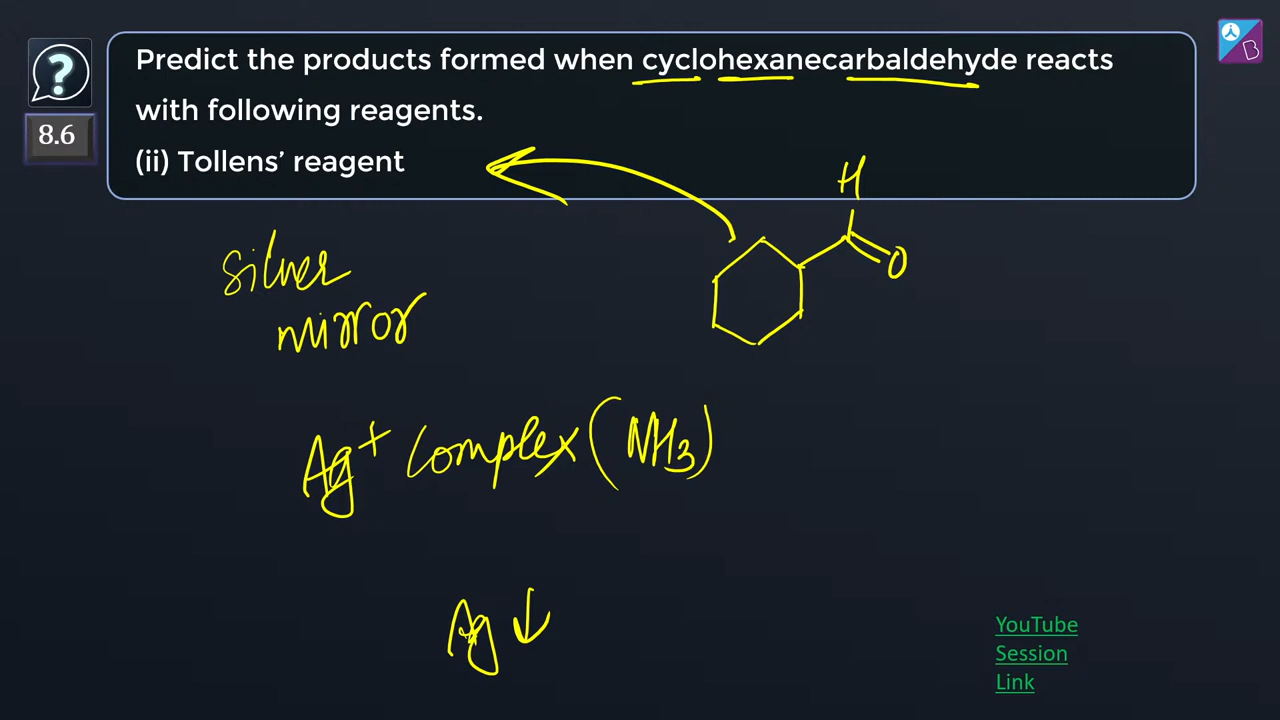 Predict the products formed when cyclohexanecarbaldehyde reacts
with following reagents.
8.6
(ii) Tollens’ reagent
H
O
silver
mirror
Ag+ Complex (NH3)
Ag ↓
YouTube
Session
Link